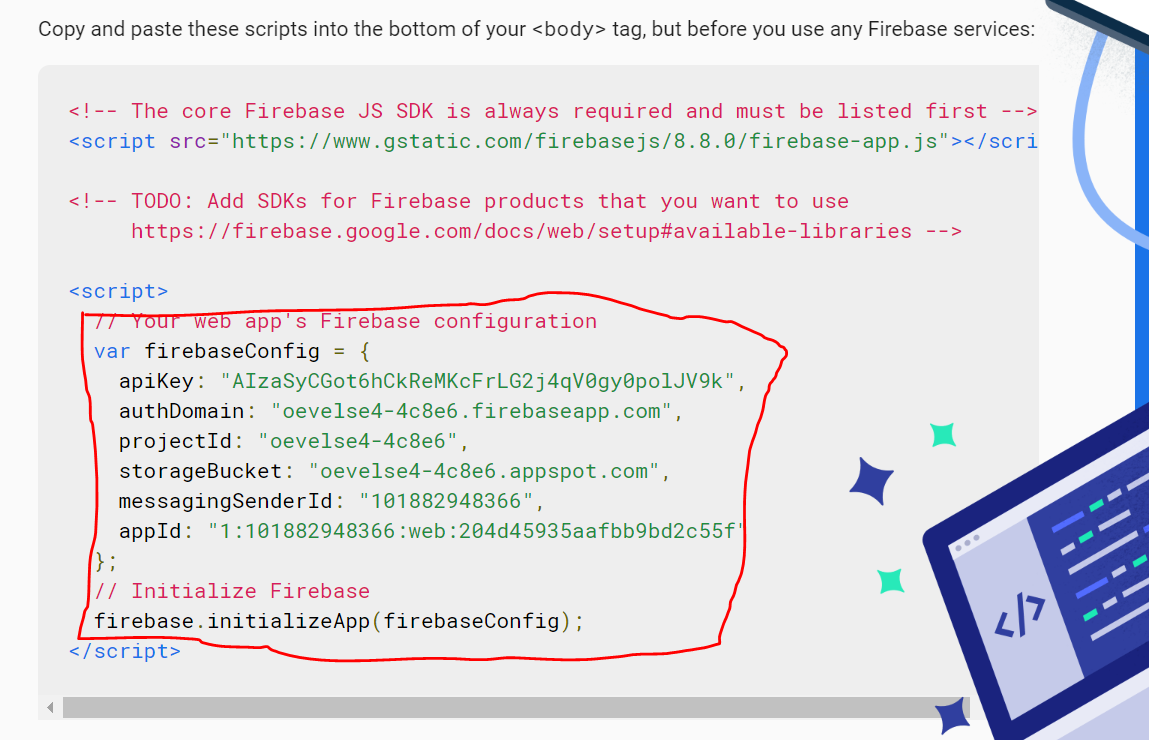 Copy and paste these scripts into the bottom of your <body> tag, but before you use any Firebase services:
<!-- The core Firebase JS SDK is always required and must be listed first -->
<script src="https://www.gstatic.com/firebasejs/8.8.0/firebase-app.js"></scri
<!-- TODO: Add SDKs for Firebase products that you want to use
https://firebase.google.com/docs/web/setup#available-libraries -->
<script>
// Your web app's Firebase configuration
var firebaseConfig = {
apiKey: "AIzaSyCGot6hCkReMKcFrLG2j4qV0gy0polJV9k",
authDomain: "oevelse4-4c8e6.firebaseapp.com",
projectId: "oevelse4-4c8e6",
storageBucket: "oevelse4-4c8e6.appspot.com",
messagingSenderId: "101882948366",
appId: "1:101882948366:web:204d45935aafbb9bd2c55f"
};
// Initialize Firebase
firebase.initializeApp(firebaseConfig);
</script>
</>